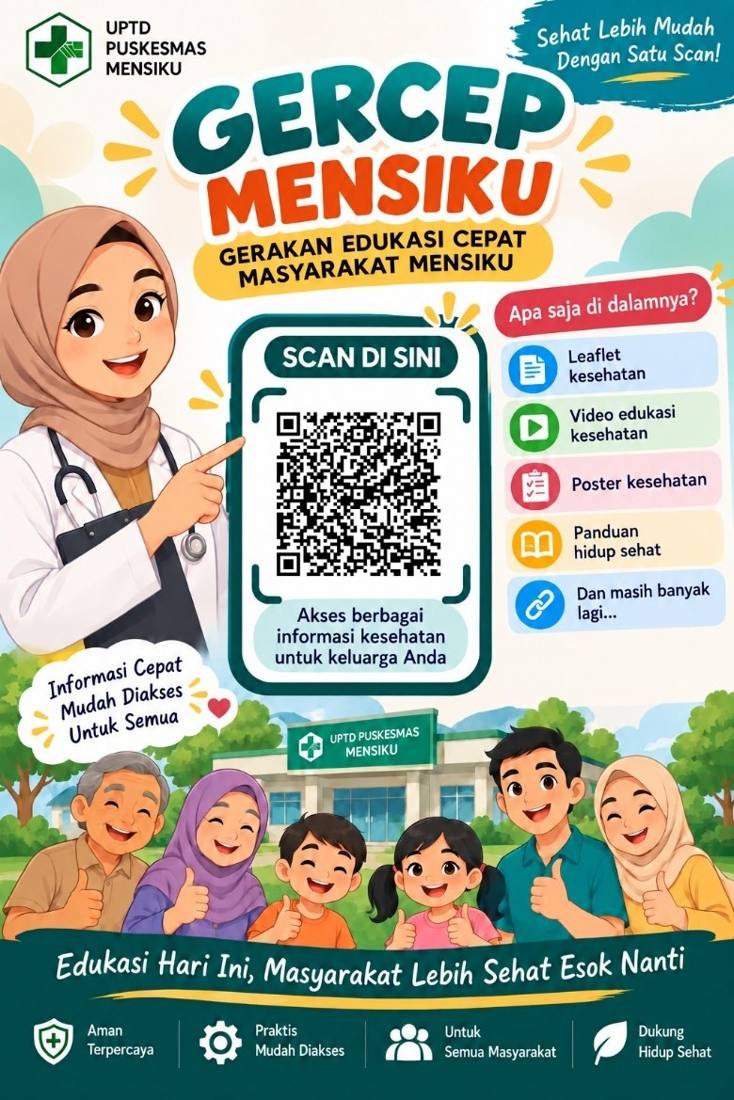 UPTD
PUSKESMAS
MENSIKU
Sehat Lebih Mudah
Dengan Satu Scan!
GERCEP
MENSIKU
GERAKAN EDUKASI CEPAT
MASYARAKAT MENSIKU
SCAN DI SINI
Akses berbagai
informasi kesehatan
untuk keluarga Anda
Apa saja di dalamnya?
Leaflet
kesehatan
Video edukasi
kesehatan
Poster kesehatan
Panduan
hidup sehat
Dan masih banyak
lagi...
Informasi Cepat
Mudah Diakses
Untuk Semua
UPTD PUSKESMAS
MENSIKU
Edukasi Hari Ini, Masyarakat Lebih Sehat Esok Nanti
Aman
Terpercaya
Praktis
Mudah Diakses
Untuk
Semua Masyarakat
Dukung
Hidup Sehat